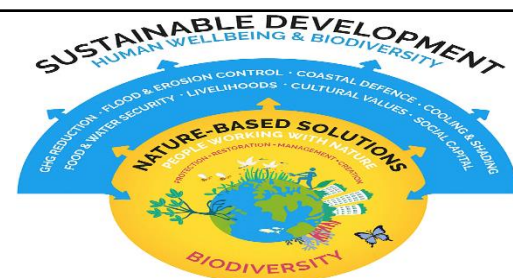 SUSTAINABLE DEVELOPMENT
HUMAN WELLBEING & BIODIVERSITY
GHG REDUCTION · FLOOD & EROSION CONTROL · COASTAL DEFENCE · COOLING & SHADING
FOOD & WATER SECURITY · LIVELIHOODS · CULTURAL VALUES · SOCIAL CAPITAL
NATURE-BASED SOLUTIONS
PEOPLE WORKING WITH NATURE
PROTECTION · RESTORATION · MANAGEMENT · CREATION
BIODIVERSITY